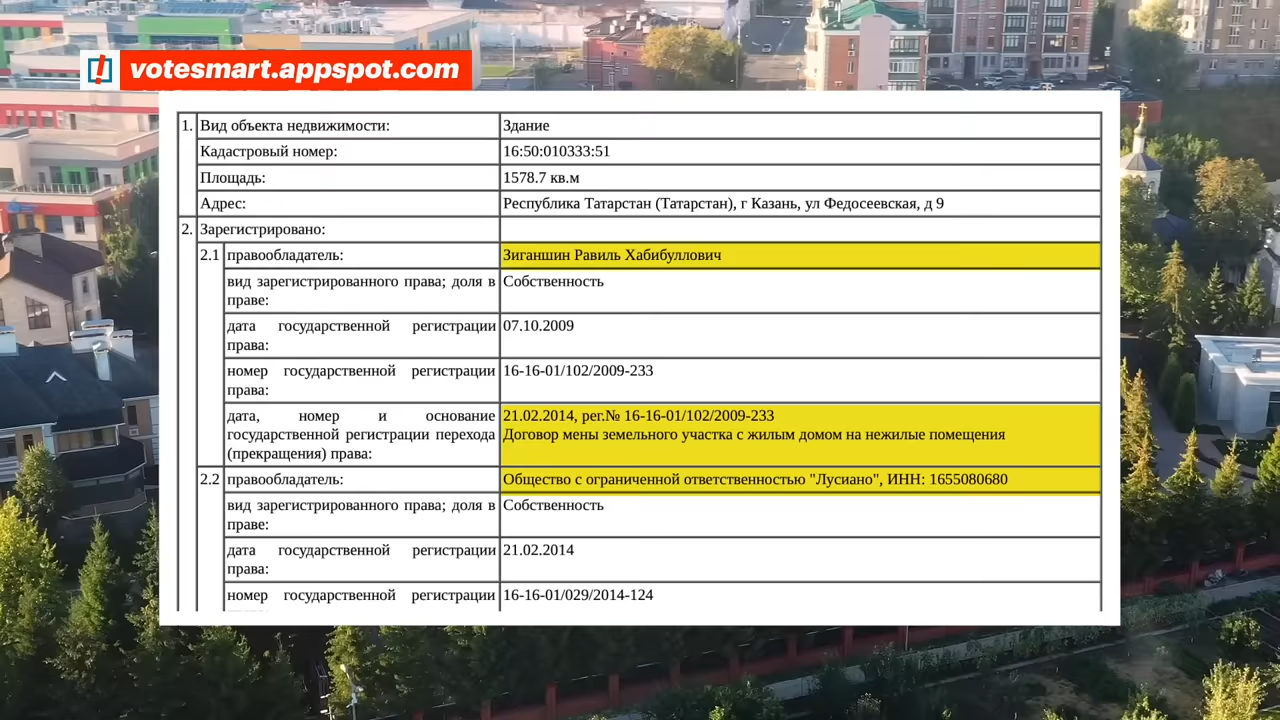 votesmart.appspot.com
1. Вид объекта недвижимости: Здание
Кадастровый номер: 16:50:010333:51
Площадь: 1578.7 кв.м
Адрес: Республика Татарстан (Татарстан), г Казань, ул Федосеевская, д 9
2. Зарегистрировано:
2.1 правообладатель: Зиганшин Равиль Хабибуллович
вид зарегистрированного права; доля в Собственность
праве:
дата государственной регистрации 07.10.2009
права:
номер государственной регистрации 16-16-01/102/2009-233
права:
дата, номер и основание 21.02.2014, рег.№ 16-16-01/102/2009-233
государственной регистрации перехода Договор мены земельного участка с жилым домом на нежилые помещения
(прекращения) права:
2.2 правообладатель: Общество с ограниченной ответственностью "Лусиано", ИНН: 1655080680
вид зарегистрированного права; доля в Собственность
праве:
дата государственной регистрации 21.02.2014
права:
номер государственной регистрации 16-16-01/029/2014-124